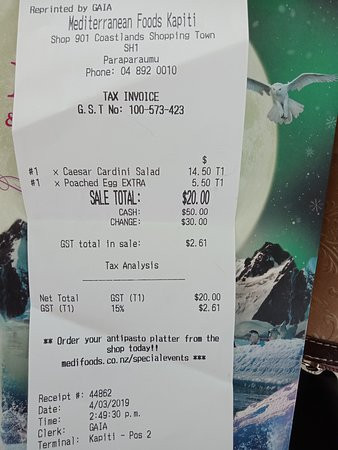 Reprinted by GAIA
Mediterranean Foods Kapiti
Shop 901 Coastlands Shopping Town
SH1
Paraparaumu
Phone: 04 892 0010
TAX INVOICE
G.S.T No: 100-573-423
$
#1 x Caesar Cardini Salad 14.50 T1
#1 x Poached Egg EXTRA 5.50 T1
SALE TOTAL: $20.00
CASH: $50.00
CHANGE: $30.00
GST total in sale: $2.61
Tax Analysis
Net Total GST (T1) $20.00
GST (T1) 15% $2.61
** Order your antipasto platter from the
shop today!!
medifoods.co.nz/specialevents ***
Receipt #: 44862
Date: 4/03/2019
Time: 2:49:30 p.m.
Clerk: GAIA
Terminal: Kapiti - Pos 2